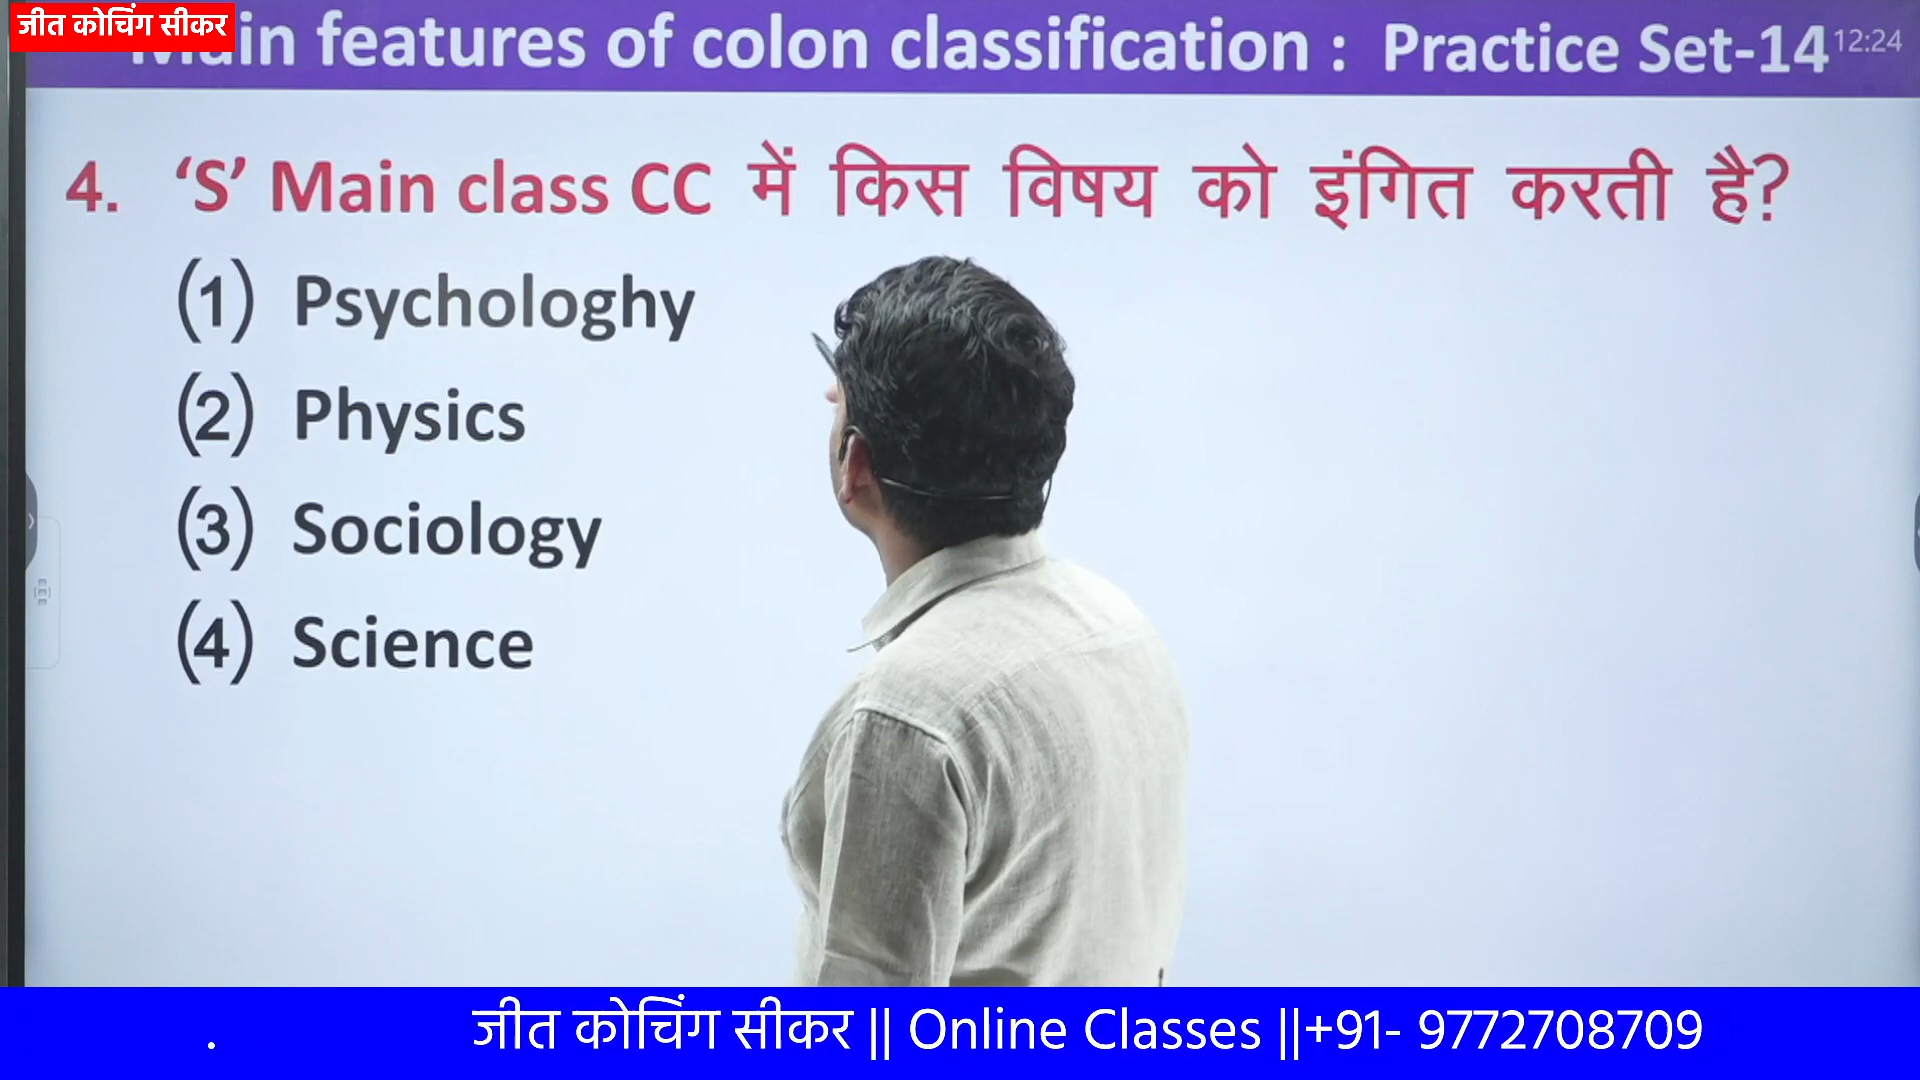 जीत कोचिंग सीकर
Main features of colon classification : Practice Set-14
12:24
4. ‘S’ Main class CC में किस विषय को इंगित करती है?
(1) Psychologhy
(2) Physics
(3) Sociology
(4) Science
. जीत कोचिंग सीकर || Online Classes ||+91- 9772708709